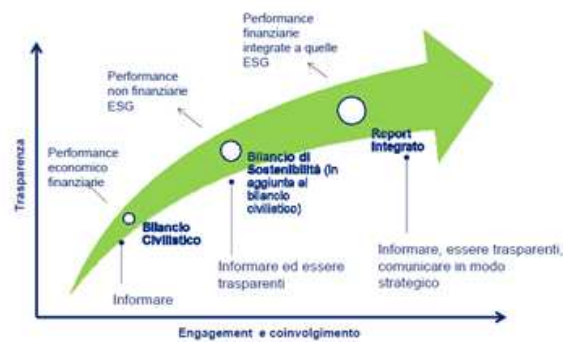 Performance
finanziarie
integrate a quelle
ESG
Performance
non finanziarie
ESG
Performance
economico
finanziarie
Report
Integrato
Bilancio di
Sostenibilità (in
aggiunta al
bilancio
civilistico)
Bilancio
Civilistico
Informare
Informare ed essere
trasparenti
Informare, essere trasparenti,
comunicare in modo
strategico
Trasparenza
Engagement e coinvolgimento